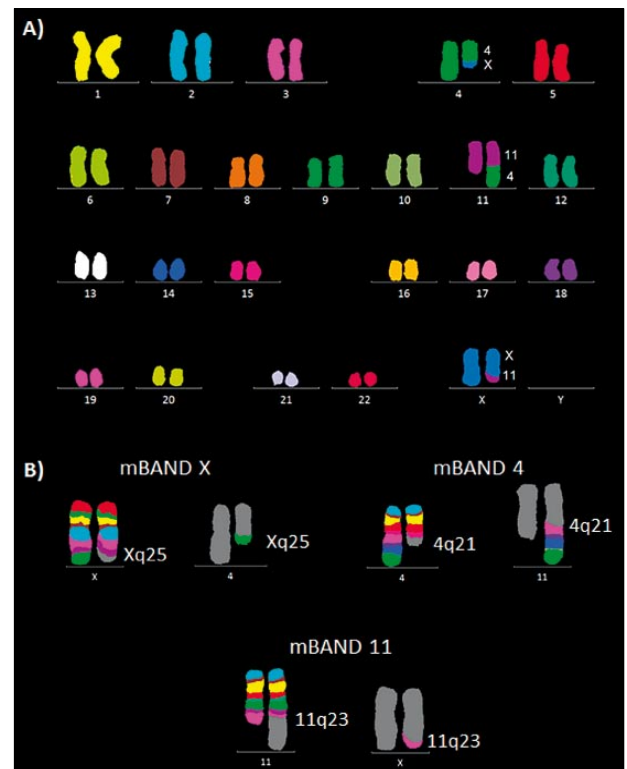 A)
1 2 3 4 X 4 5
6 7 8 9 10 11 4 11 12
13 14 15 16 17 18
19 20 21 22 X 11 X Y
B)
mBAND X mBAND 4
Xq25 X Xq25 4 4q21 4 4q21 11
mBAND 11
11q23 11 11q23 X